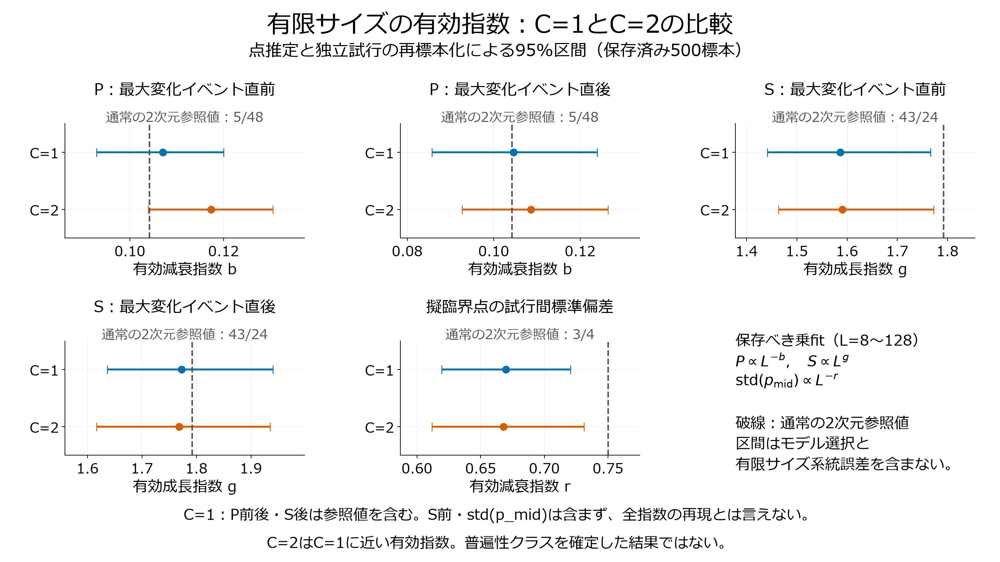 有限サイズの有効指数：C=1とC=2の比較
点推定と独立試行の再標本化による95%区間（保存済み500標本）
P：最大変化イベント直前
通常の2次元参照値：5/48
C=1
C=2
0.10 0.12
有効減衰指数 b
P：最大変化イベント直後
通常の2次元参照値：5/48
C=1
C=2
0.08 0.10 0.12
有効減衰指数 b
S：最大変化イベント直前
通常の2次元参照値：43/24
C=1
C=2
1.4 1.5 1.6 1.7 1.8
有効成長指数 g
S：最大変化イベント直後
通常の2次元参照値：43/24
C=1
C=2
1.6 1.7 1.8 1.9
有効成長指数 g
擬臨界点の試行間標準偏差
通常の2次元参照値：3/4
C=1
C=2
0.60 0.65 0.70 0.75
有効減衰指数 r
保存べき乗fit（L=8～128）
P ∝ L^{−b}, S ∝ L^{g}
std(p_{mid}) ∝ L^{−r}
破線：通常の2次元参照値
区間はモデル選択と
有限サイズ系統誤差を含まない。
C=1：P前後・S後は参照値を含む。S前・std(p_mid)は含まず、全指数の再現とは言えない。
C=2はC=1に近い有効指数。普遍性クラスを確定した結果ではない。